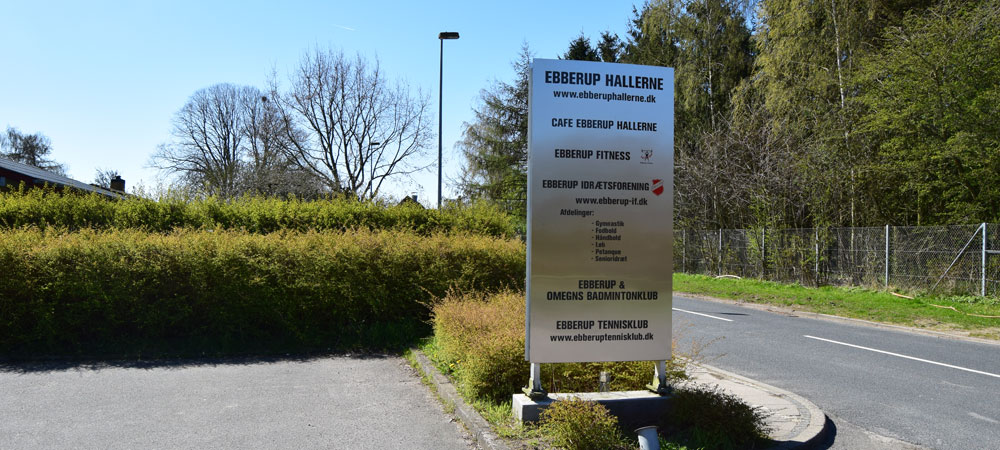 EBBERUP HALLERNE
www.ebberuphallerne.dk
CAFE EBBERUP HALLERNE
EBBERUP FITNESS
EBBERUP IDRÆTSFORENING
www.ebberup-if.dk
Afdelinger:
- Gymnastik
- Fodbold
- Håndbold
- Løb
- Petanque
- Senioridræt
EBBERUP &
OMEGNS BADMINTONKLUB
EBBERUP TENNISKLUB
www.ebberuptennisklub.dk